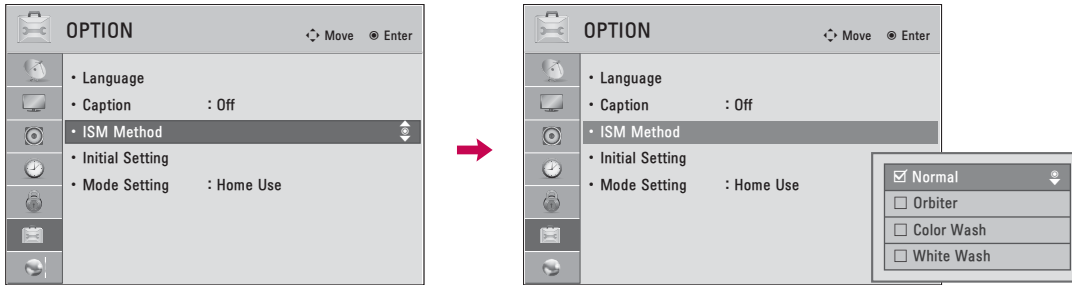 OPTION
Move Enter
• Language
• Caption : Off
• ISM Method
• Initial Setting
• Mode Setting : Home Use
OPTION
Move Enter
• Language
• Caption : Off
• ISM Method
• Initial Setting
• Mode Setting : Home Use
Normal
Orbiter
Color Wash
White Wash